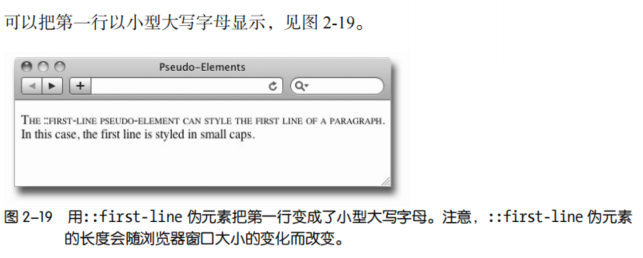 可以把第一行以小型大写字母显示，见图 2-19。
Pseudo-Elements
The ::first-line pseudo-element can style the first line of a paragraph.
In this case, the first line is styled in small caps.
图 2-19 用::first-line 伪元素把第一行变成了小型大写字母。注意，::first-line 伪元素
的长度会随浏览器窗口大小的变化而改变。